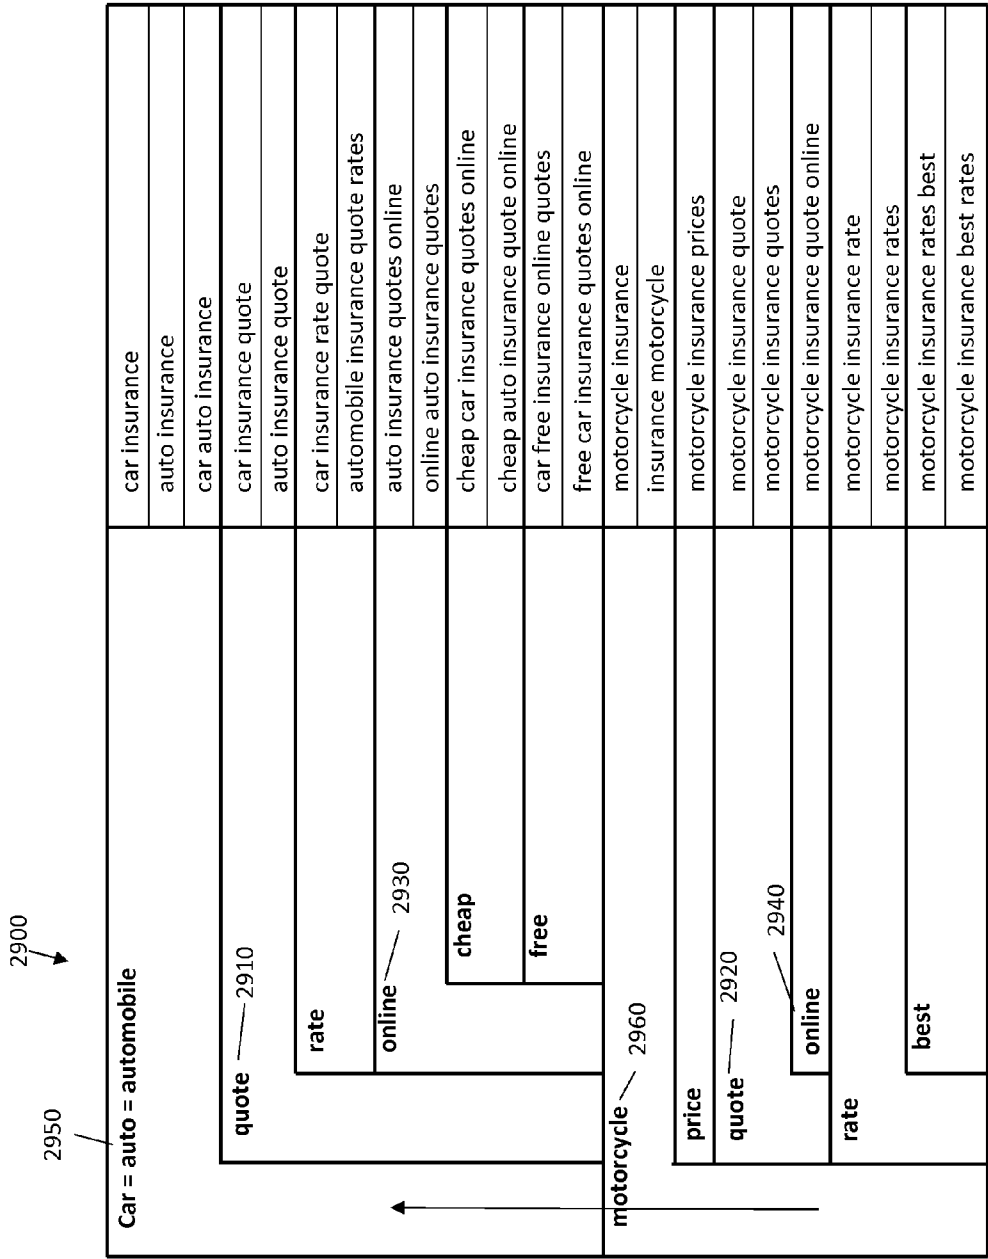 2900
2950
Car = auto = automobile
car insurance
auto insurance
car auto insurance
quote 2910
car insurance quote
auto insurance quote
rate
car insurance rate quote
automobile insurance quote rates
online 2930
auto insurance quotes online
online auto insurance quotes
cheap
cheap car insurance quotes online
cheap auto insurance quote online
free
car free insurance online quotes
free car insurance quotes online
motorcycle 2960
motorcycle insurance
insurance motorcycle
price
motorcycle insurance prices
quote 2920
motorcycle insurance quote
motorcycle insurance quotes
online 2940
motorcycle insurance quote online
rate
motorcycle insurance rate
motorcycle insurance rates
best
motorcycle insurance rates best
motorcycle insurance best rates